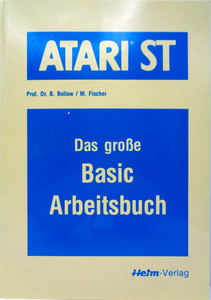 ATARI ST
Prof. Dr. B. Bollow / M. Fischer
Das große
Basic
Arbeitsbuch
Heim-Verlag